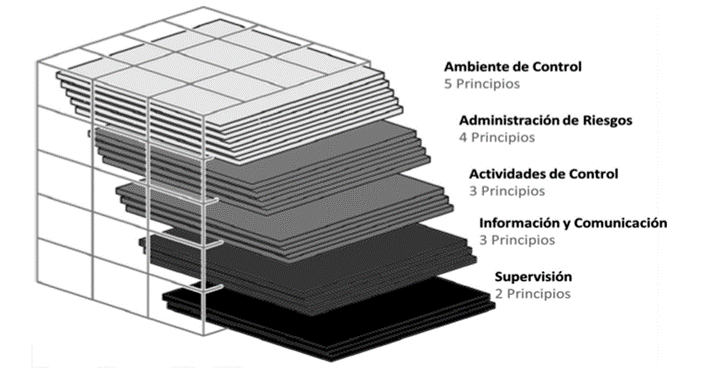 Ambiente de Control
5 Principios
Administración de Riesgos
4 Principios
Actividades de Control
3 Principios
Información y Comunicación
3 Principios
Supervisión
2 Principios